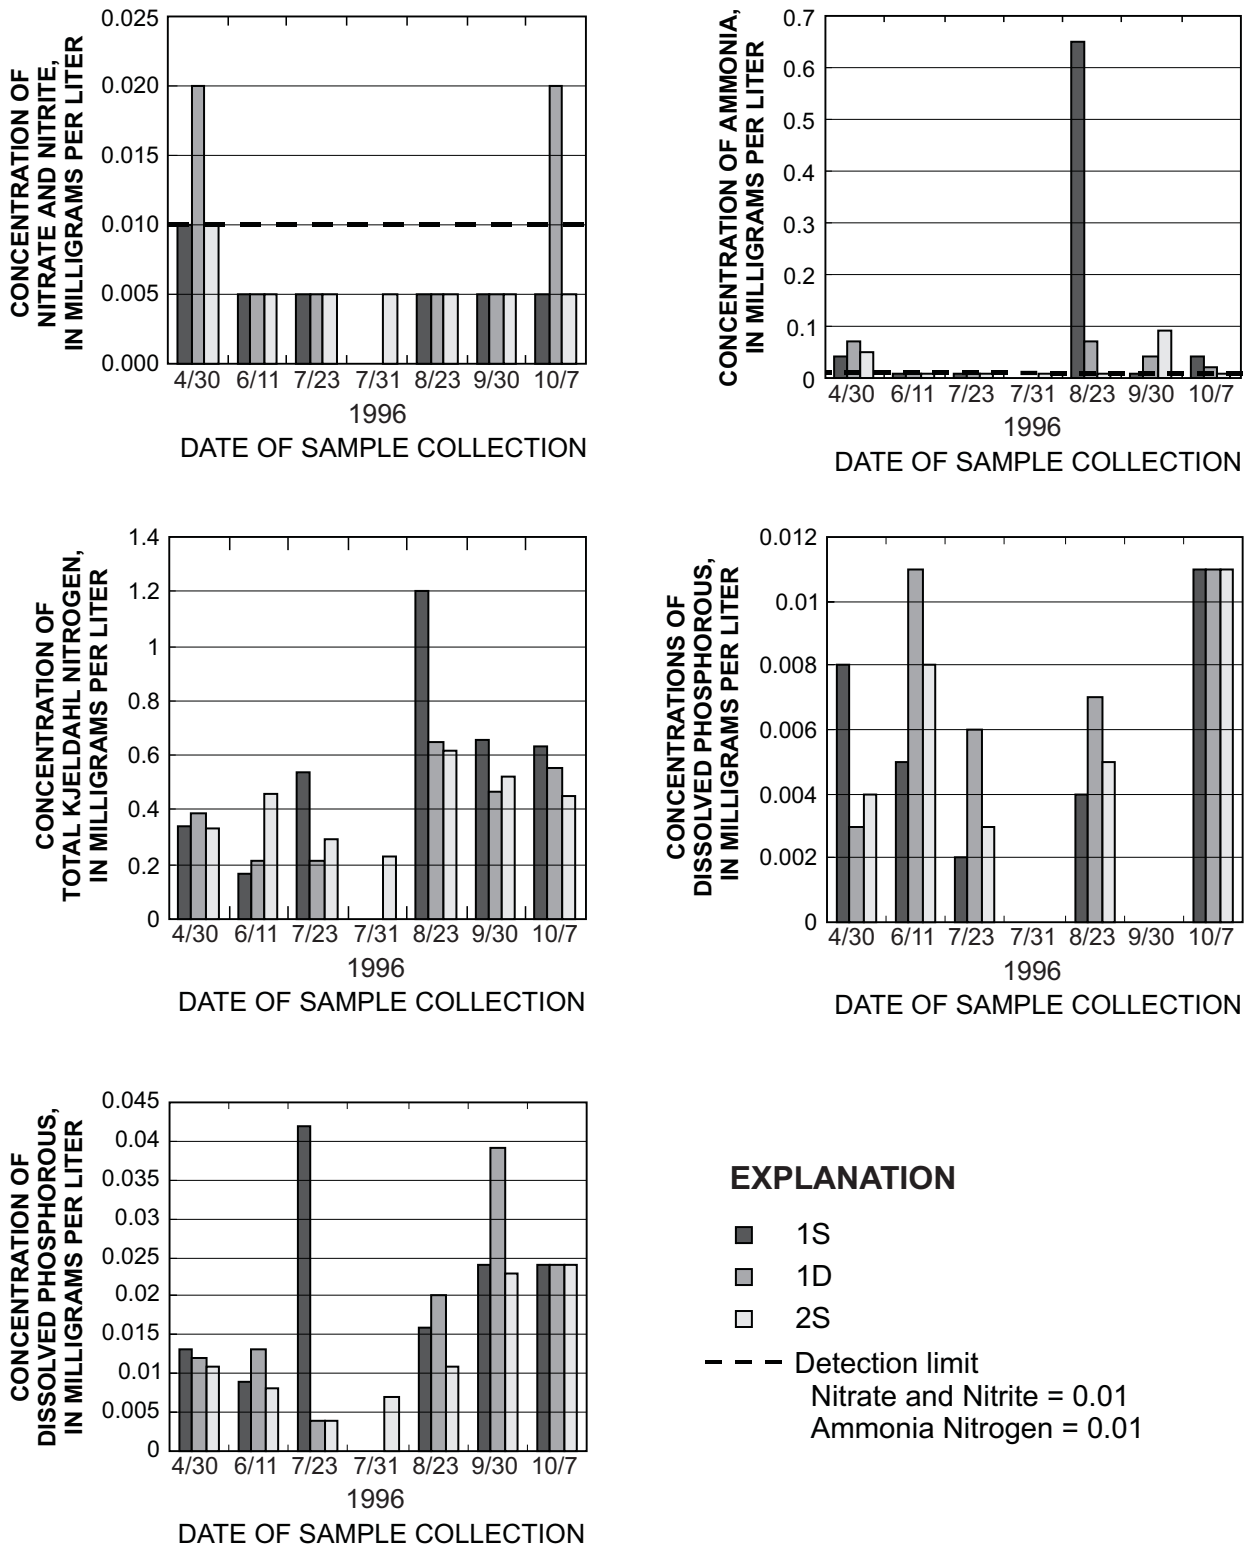 CONCENTRATION OF
NITRATE AND NITRITE,
IN MILLIGRAMS PER LITER
0.025
0.020
0.015
0.010
0.005
0.000
4/30 6/11 7/23 7/31 8/23 9/30 10/7
1996
DATE OF SAMPLE COLLECTION
CONCENTRATION OF AMMONIA,
IN MILLIGRAMS PER LITER
0.7
0.6
0.5
0.4
0.3
0.2
0.1
0
4/30 6/11 7/23 7/31 8/23 9/30 10/7
1996
DATE OF SAMPLE COLLECTION
CONCENTRATION OF
TOTAL KJELDAHL NITROGEN,
IN MILLIGRAMS PER LITER
1.4
1.2
1
0.8
0.6
0.4
0.2
0
4/30 6/11 7/23 7/31 8/23 9/30 10/7
1996
DATE OF SAMPLE COLLECTION
CONCENTRATIONS OF
DISSOLVED PHOSPHOROUS,
IN MILLIGRAMS PER LITER
0.012
0.01
0.008
0.006
0.004
0.002
0
4/30 6/11 7/23 7/31 8/23 9/30 10/7
1996
DATE OF SAMPLE COLLECTION
CONCENTRATION OF
DISSOLVED PHOSPHOROUS,
IN MILLIGRAMS PER LITER
0.045
0.04
0.035
0.03
0.025
0.02
0.015
0.01
0.005
0
4/30 6/11 7/23 7/31 8/23 9/30 10/7
1996
DATE OF SAMPLE COLLECTION
EXPLANATION
1S
1D
2S
Detection limit
Nitrate and Nitrite = 0.01
Ammonia Nitrogen = 0.01